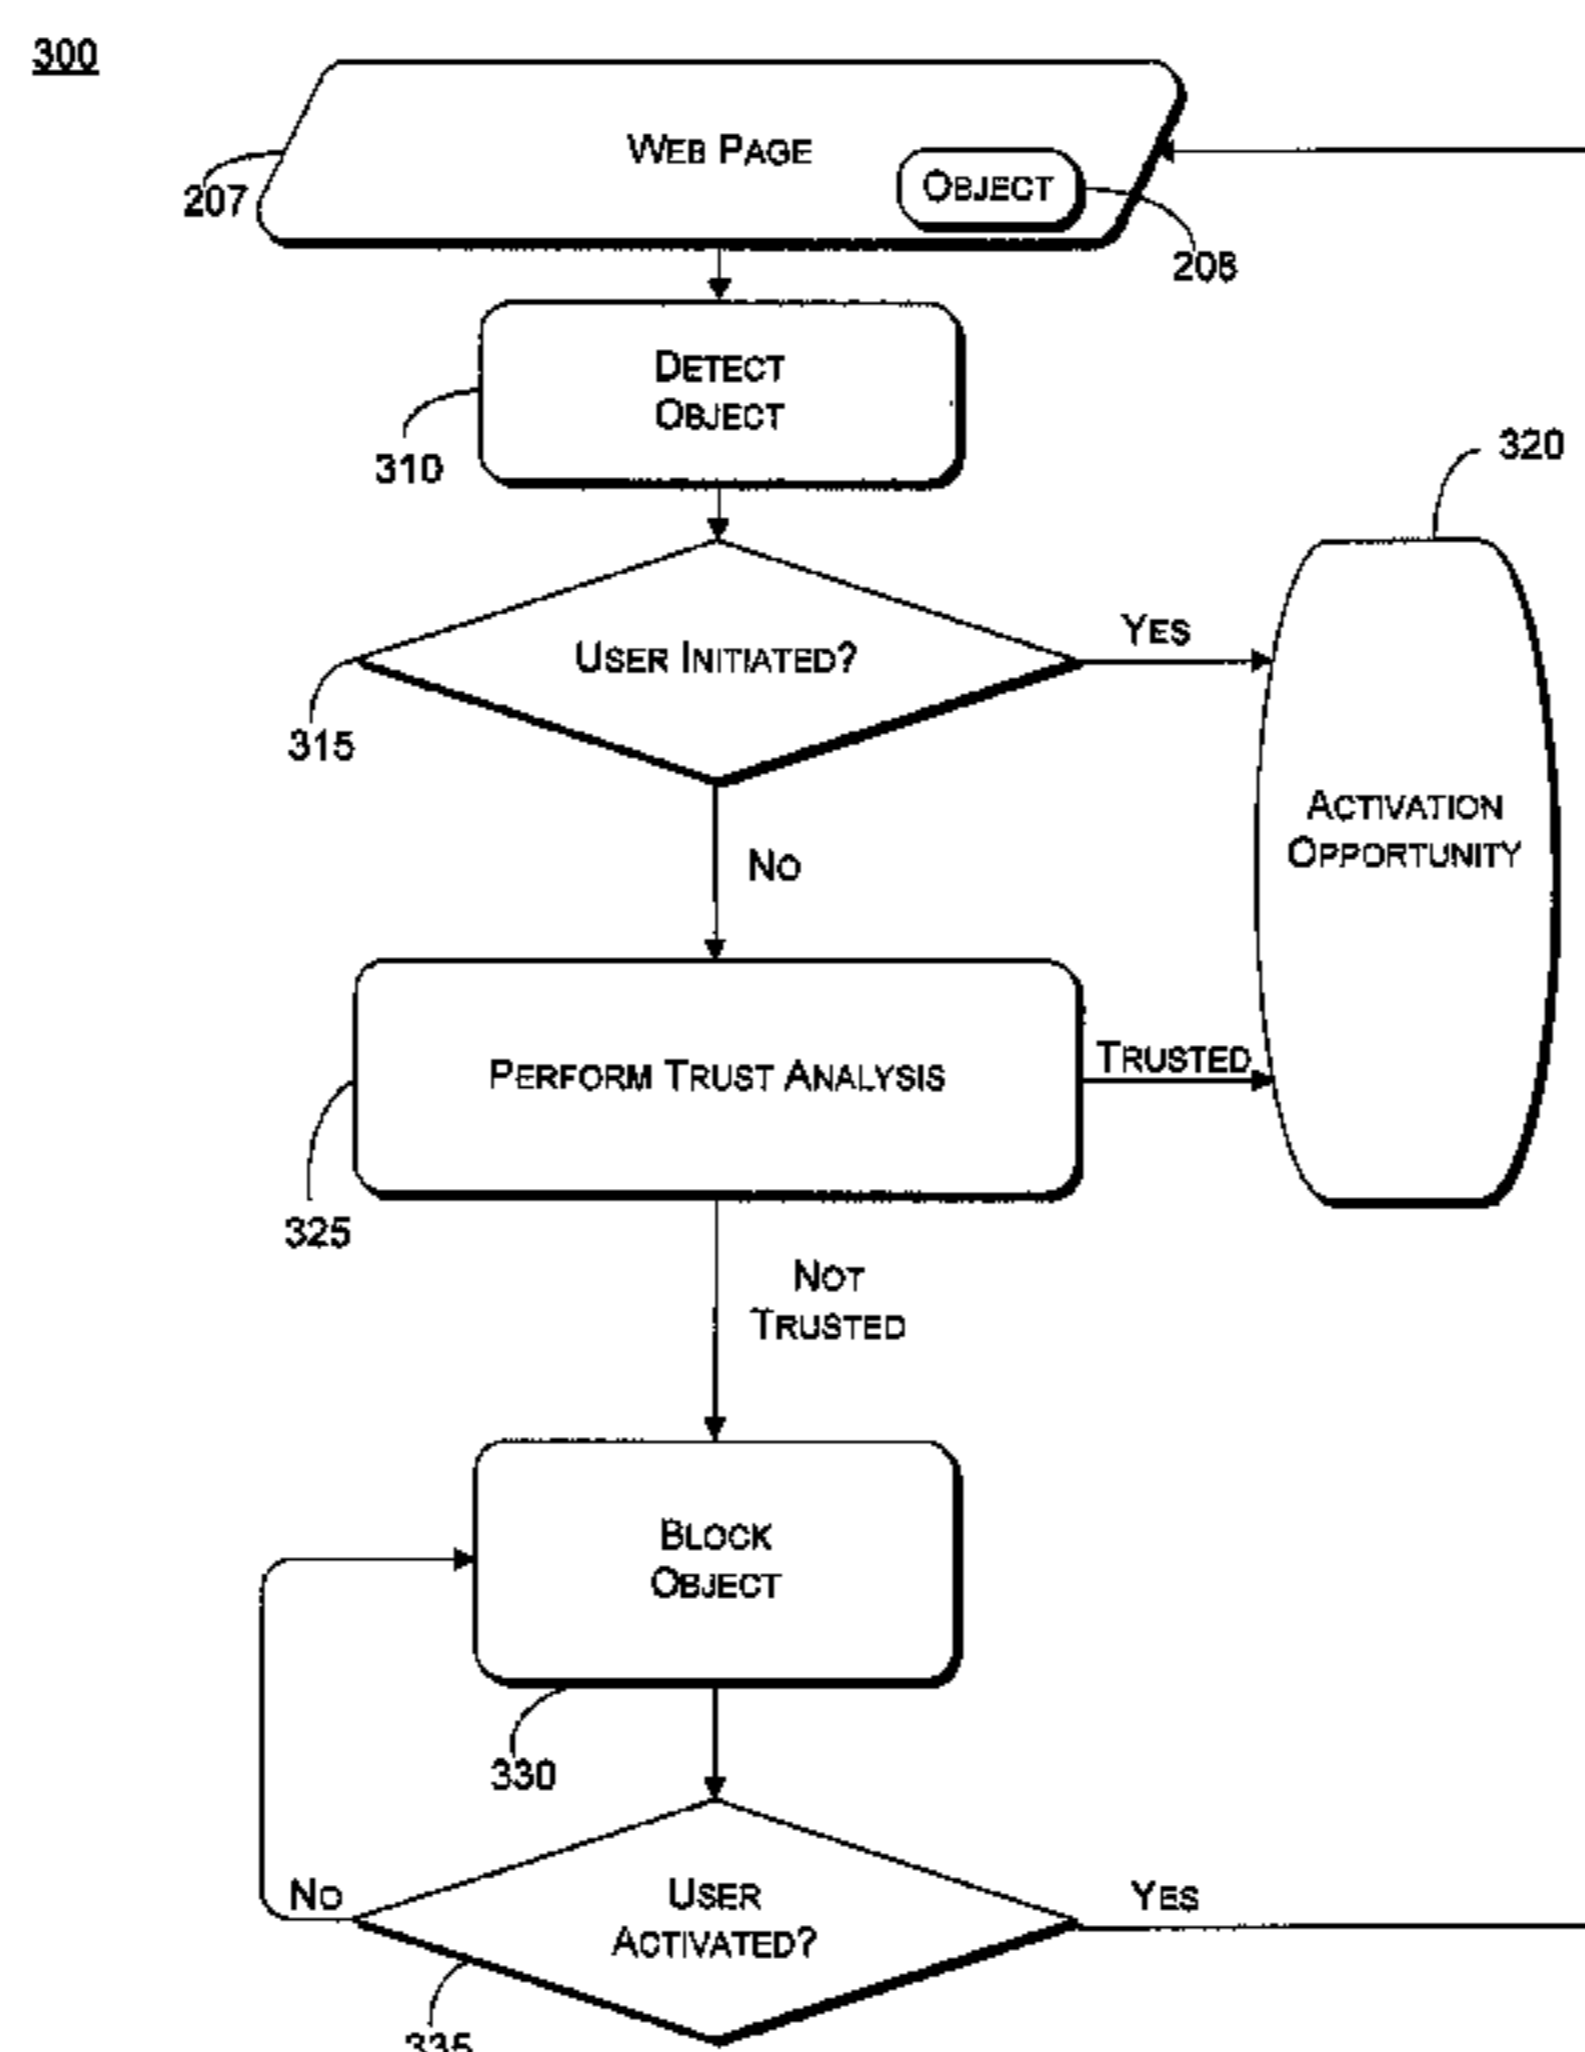 300
WEB PAGE
OBJECT
207
208
DETECT
OBJECT
310
320
YES
USER INITIATED?
315
ACTIVATION
OPPORTUNITY
NO
PERFORM TRUST ANALYSIS
TRUSTED
325
NOT
TRUSTED
BLOCK
OBJECT
330
NO
USER
ACTIVATED?
YES
335